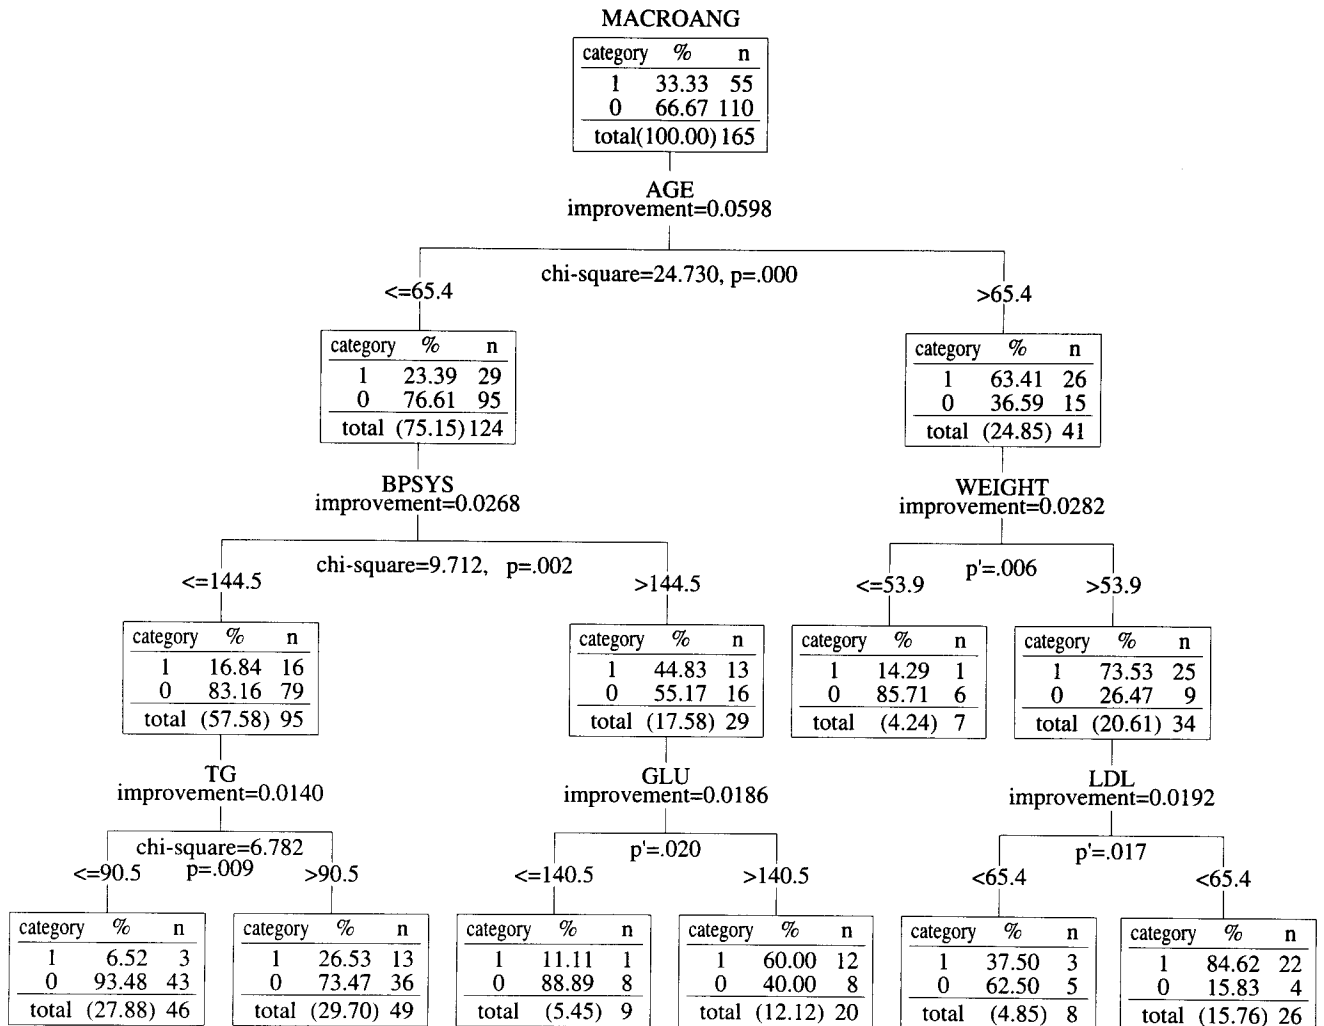 MACROANG
category % n
1 33.33 55
0 66.67 110
total(100.00) 165
AGE
improvement=0.0598
chi-square=24.730, p=.000
<=65.4 >65.4
category % n
1 23.39 29
0 76.61 95
total (75.15) 124
category % n
1 63.41 26
0 36.59 15
total (24.85) 41
BPSYS
improvement=0.0268
WEIGHT
improvement=0.0282
chi-square=9.712, p=.002
<=144.5 >144.5
p'=.006
<=53.9 >53.9
category % n
1 16.84 16
0 83.16 79
total (57.58) 95
category % n
1 44.83 13
0 55.17 16
total (17.58) 29
category % n
1 14.29 1
0 85.71 6
total (4.24) 7
category % n
1 73.53 25
0 26.47 9
total (20.61) 34
TG
improvement=0.0140
GLU
improvement=0.0186
LDL
improvement=0.0192
chi-square=6.782
p=.009
<=90.5 >90.5
p'=.020
<=140.5 >140.5
p'=.017
<65.4 <65.4
category % n
1 6.52 3
0 93.48 43
total (27.88) 46
category % n
1 26.53 13
0 73.47 36
total (29.70) 49
category % n
1 11.11 1
0 88.89 8
total (5.45) 9
category % n
1 60.00 12
0 40.00 8
total (12.12) 20
category % n
1 37.50 3
0 62.50 5
total (4.85) 8
category % n
1 84.62 22
0 15.83 4
total (15.76) 26